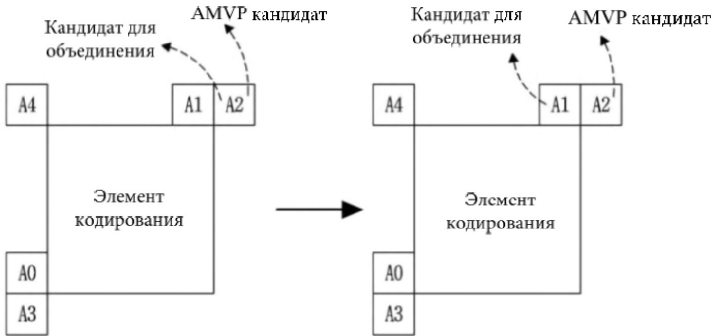 AMVP кандидат
Кандидат для
объединения
A4
A1
A2
Элемент
кодирования
A0
A3
Кандидат для
объединения
AMVP кандидат
A4
A1
A2
Элемент
кодирования
A0
A3